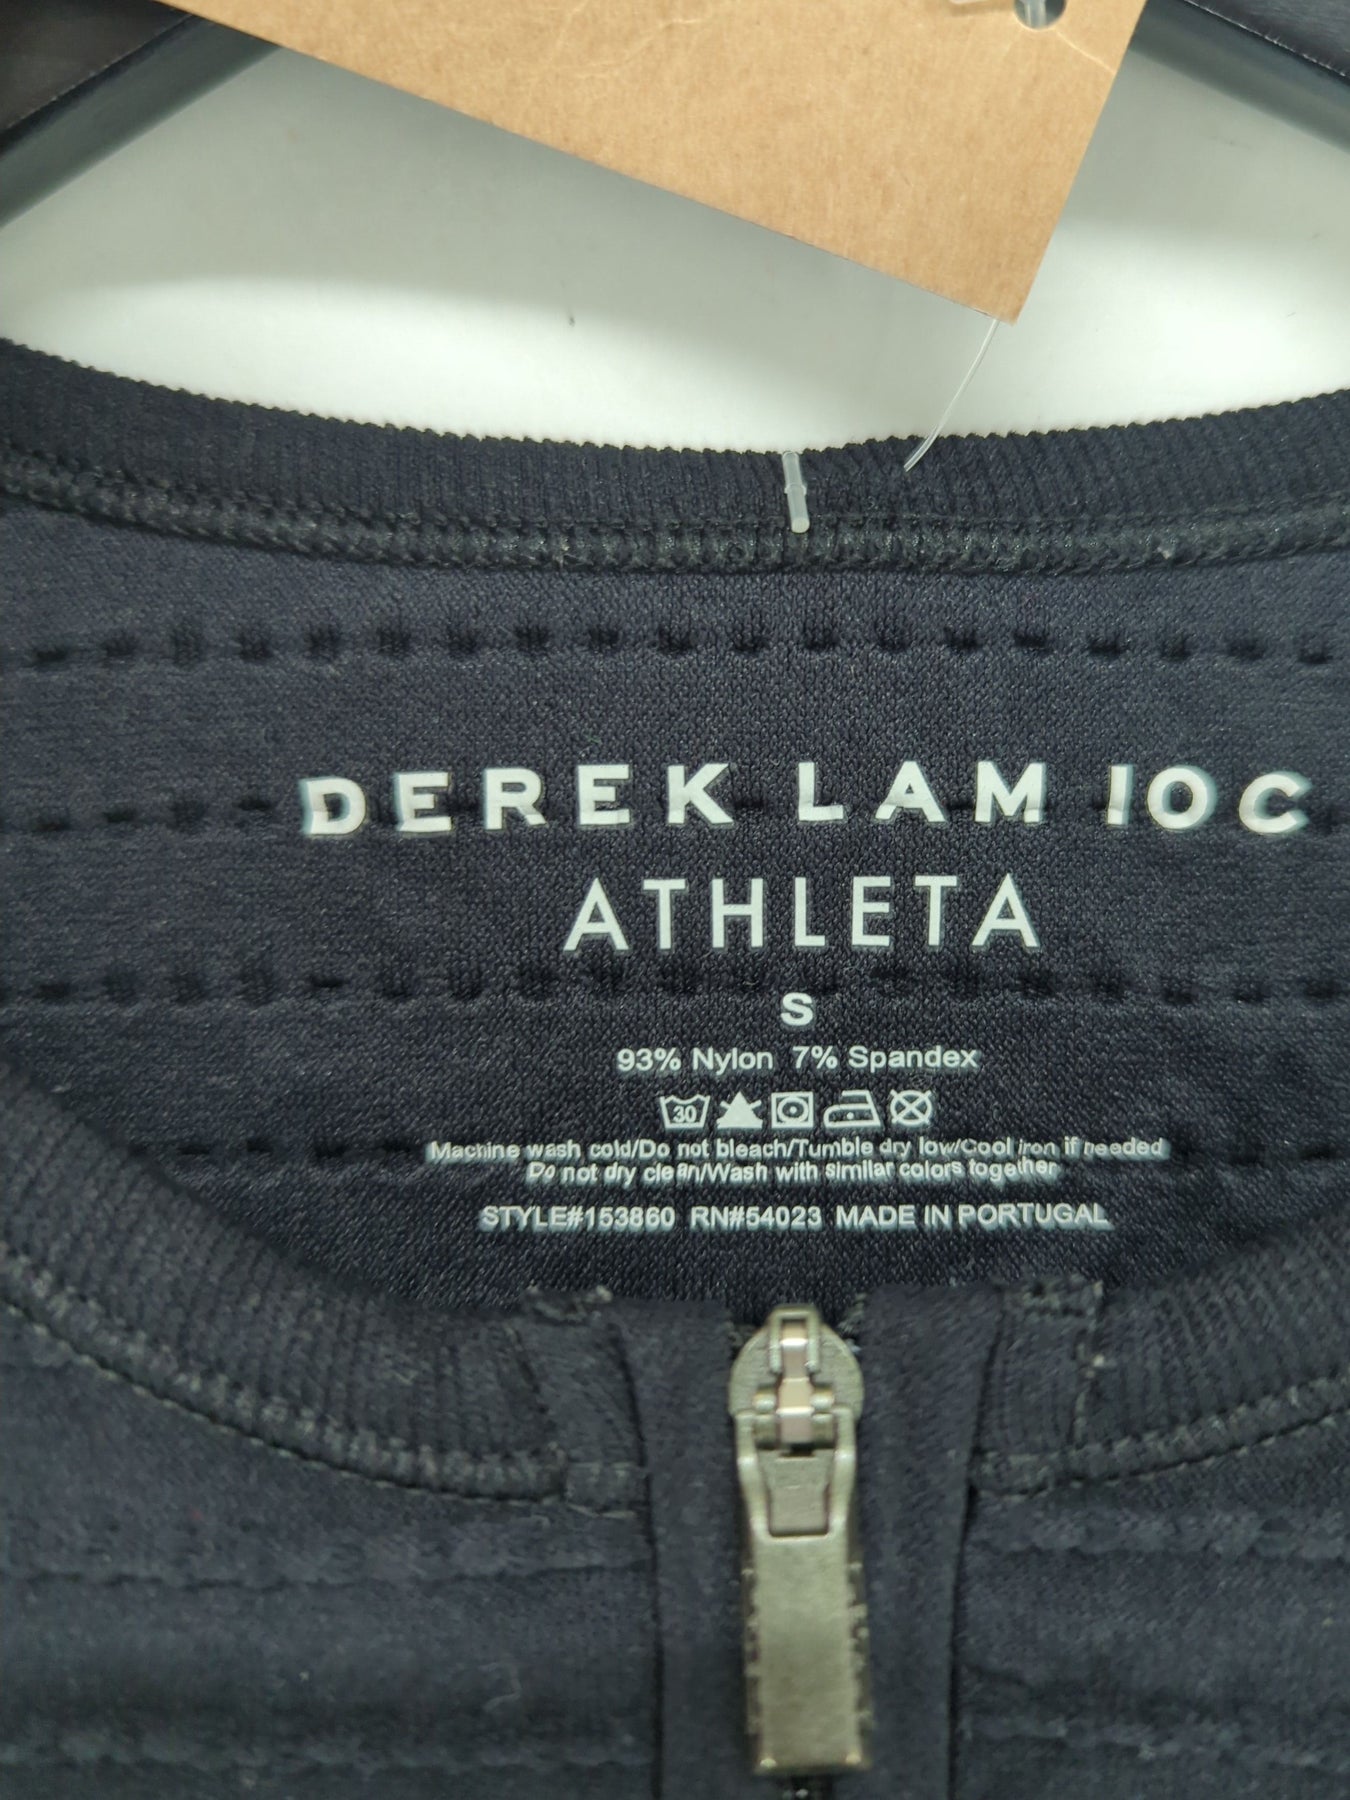 DEREK LAM 10C
ATHLETA
S
93% Nylon 7% Spandex
30
Machine wash cold/Do not bleach/Tumble dry low/Cool iron if needed
Do not dry clean/Wash with similar colors together
STYLE#153860 RN#54023 MADE IN PORTUGAL